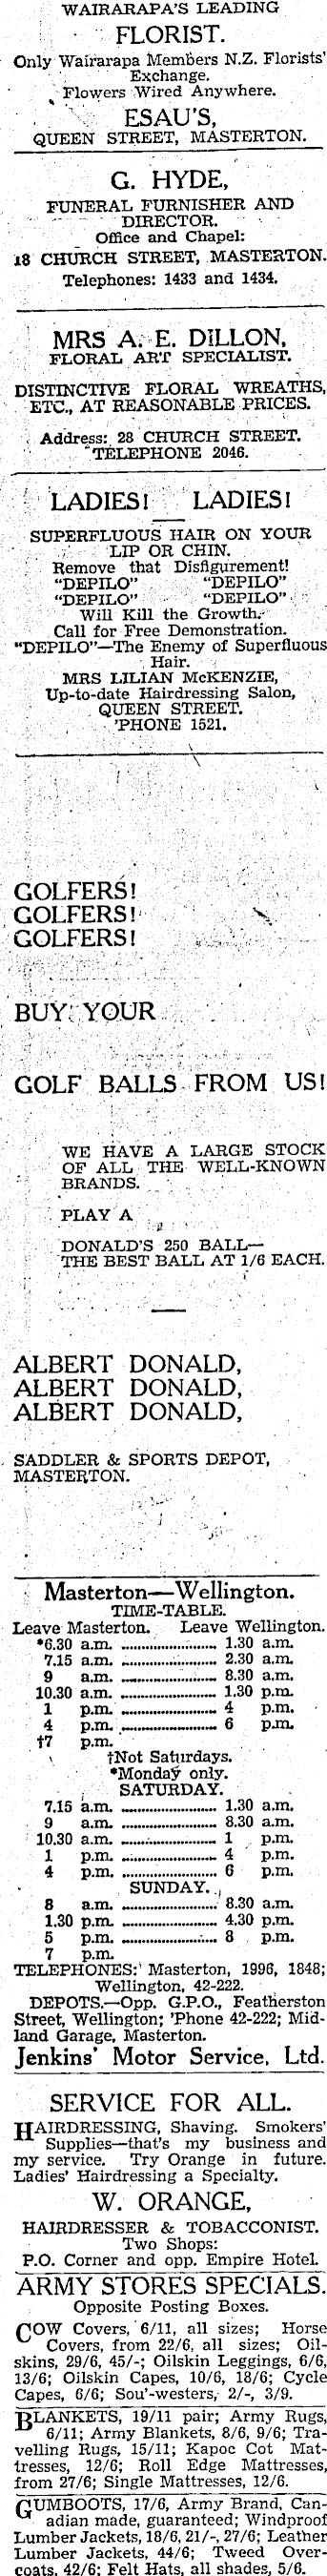 WAIRARAPA'S LEADING
FLORIST.
Only Wairarapa Members N.Z. Florists'
Exchange.
Flowers Wired Anywhere.
ESAU'S,
QUEEN STREET, MASTERTON.
G. HYDE,
FUNERAL FURNISHER AND
DIRECTOR.
Office and Chapel:
18 CHURCH STREET, MASTERTON.
Telephones: 1433 and 1434.
MRS A. E. DILLON,
FLORAL ART SPECIALIST.
DISTINCTIVE FLORAL WREATHS,
ETC., AT REASONABLE PRICES.
Address: 28 CHURCH STREET.
TELEPHONE 2046.
LADIES! LADIES!
SUPERFLUOUS HAIR ON YOUR
LIP OR CHIN.
Remove that Disfigurement!
"DEPILO" "DEPILO"
"DEPILO" "DEPILO"
Will Kill the Growth.
Call for Free Demonstration.
"DEPILO"—The Enemy of Superfluous
Hair.
MRS LILIAN McKENZIE,
Up-to-date Hairdressing Salon,
QUEEN STREET.
'PHONE 1521.
GOLFERS!
GOLFERS!
GOLFERS!
BUY YOUR
GOLF BALLS FROM US!
WE HAVE A LARGE STOCK
OF ALL THE WELL-KNOWN
BRANDS.
PLAY A
DONALD'S 250 BALL—
THE BEST BALL AT 1/6 EACH.
ALBERT DONALD,
ALBERT DONALD,
ALBERT DONALD,
SADDLER & SPORTS DEPOT,
MASTERTON.
Masterton—Wellington.
TIME-TABLE.
Leave Masterton. Leave Wellington.
*6.30 a.m. ........................ 1.30 a.m.
7.15 a.m. ........................ 2.30 a.m.
9 a.m. ........................ 8.30 a.m.
10.30 a.m. ........................ 1.30 p.m.
1 p.m. ........................ 4 p.m.
4 p.m. ........................ 6 p.m.
†7 p.m.
†Not Saturdays.
*Monday only.
SATURDAY.
7.15 a.m. ........................ 1.30 a.m.
9 a.m. ........................ 8.30 a.m.
10.30 a.m. ........................ 1 p.m.
1 p.m. ........................ 4 p.m.
4 p.m. ........................ 6 p.m.
SUNDAY.
8 a.m. ........................ 8.30 a.m.
1.30 p.m. ........................ 4.30 p.m.
5 p.m. ........................ 8 p.m.
7 p.m.
TELEPHONES: Masterton, 1996, 1848;
Wellington, 42-222.
DEPOTS.—Opp. G.P.O., Featherston
Street, Wellington; 'Phone 42-222; Mid-
land Garage, Masterton.
Jenkins' Motor Service, Ltd.
SERVICE FOR ALL.
HAIRDRESSING, Shaving. Smokers'
Supplies—that's my business and
my service. Try Orange in future.
Ladies' Hairdressing a Specialty.
W. ORANGE,
HAIRDRESSER & TOBACCONIST.
Two Shops:
P.O. Corner and opp. Empire Hotel.
ARMY STORES SPECIALS.
Opposite Posting Boxes.
COW Covers, 6/11, all sizes; Horse
Covers, from 22/6, all sizes; Oil-
skins, 29/6, 45/-; Oilskin Leggings, 6/6,
13/6; Oilskin Capes, 10/6, 18/6; Cycle
Capes, 6/6; Sou'-westers, 2/-, 3/9.
BLANKETS, 19/11 pair; Army Rugs,
6/11; Army Blankets, 8/6, 9/6; Tra-
velling Rugs, 15/11; Kapoc Cot Mat-
tresses, 12/6; Roll Edge Mattresses,
from 27/6; Single Mattresses, 12/6.
GUMBOOTS, 17/6, Army Brand, Can-
adian made, guaranteed; Windproof
Lumber Jackets, 18/6, 21/-, 27/6; Leather
Lumber Jackets, 44/6; Tweed Over-
coats, 42/6; Felt Hats, all shades, 5/6.